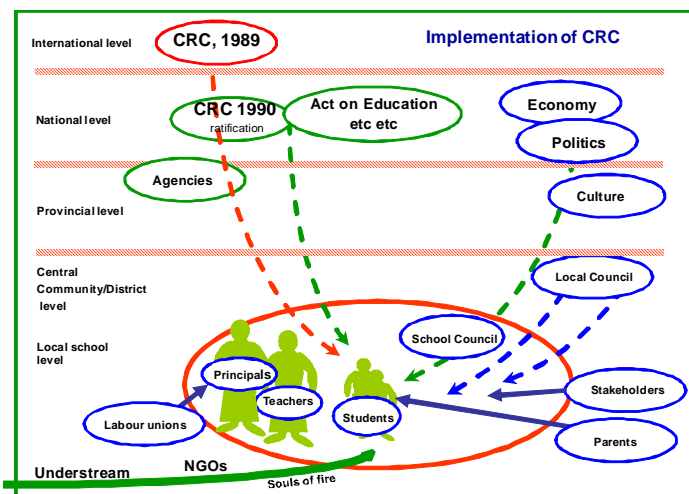 International level
CRC, 1989
Implementation of CRC
National level
CRC 1990
ratification
Act on Education
etc etc
Economy
Politics
Agencies
Provincial level
Culture
Central
Community/District
level
Local Council
Local school
level
School Council
Principals
Teachers
Students
Stakeholders
Labour unions
Parents
Understream
NGOs
Souls of fire